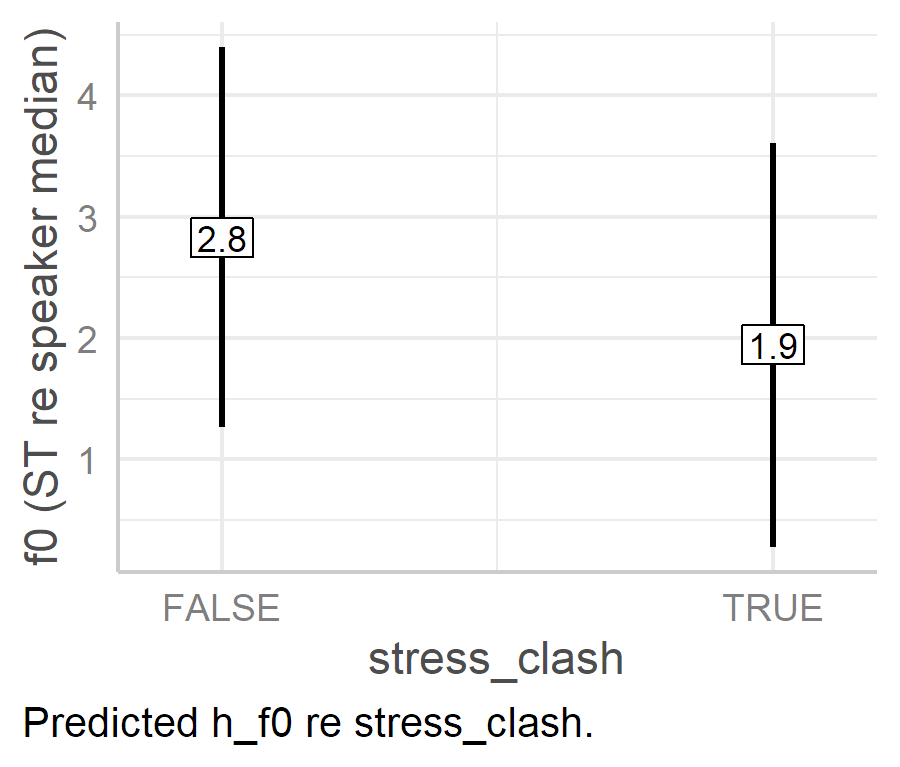 f0 (ST re speaker median)
4
3
2
1
2.8
1.9
FALSE
TRUE
stress_clash
Predicted h_f0 re stress_clash.